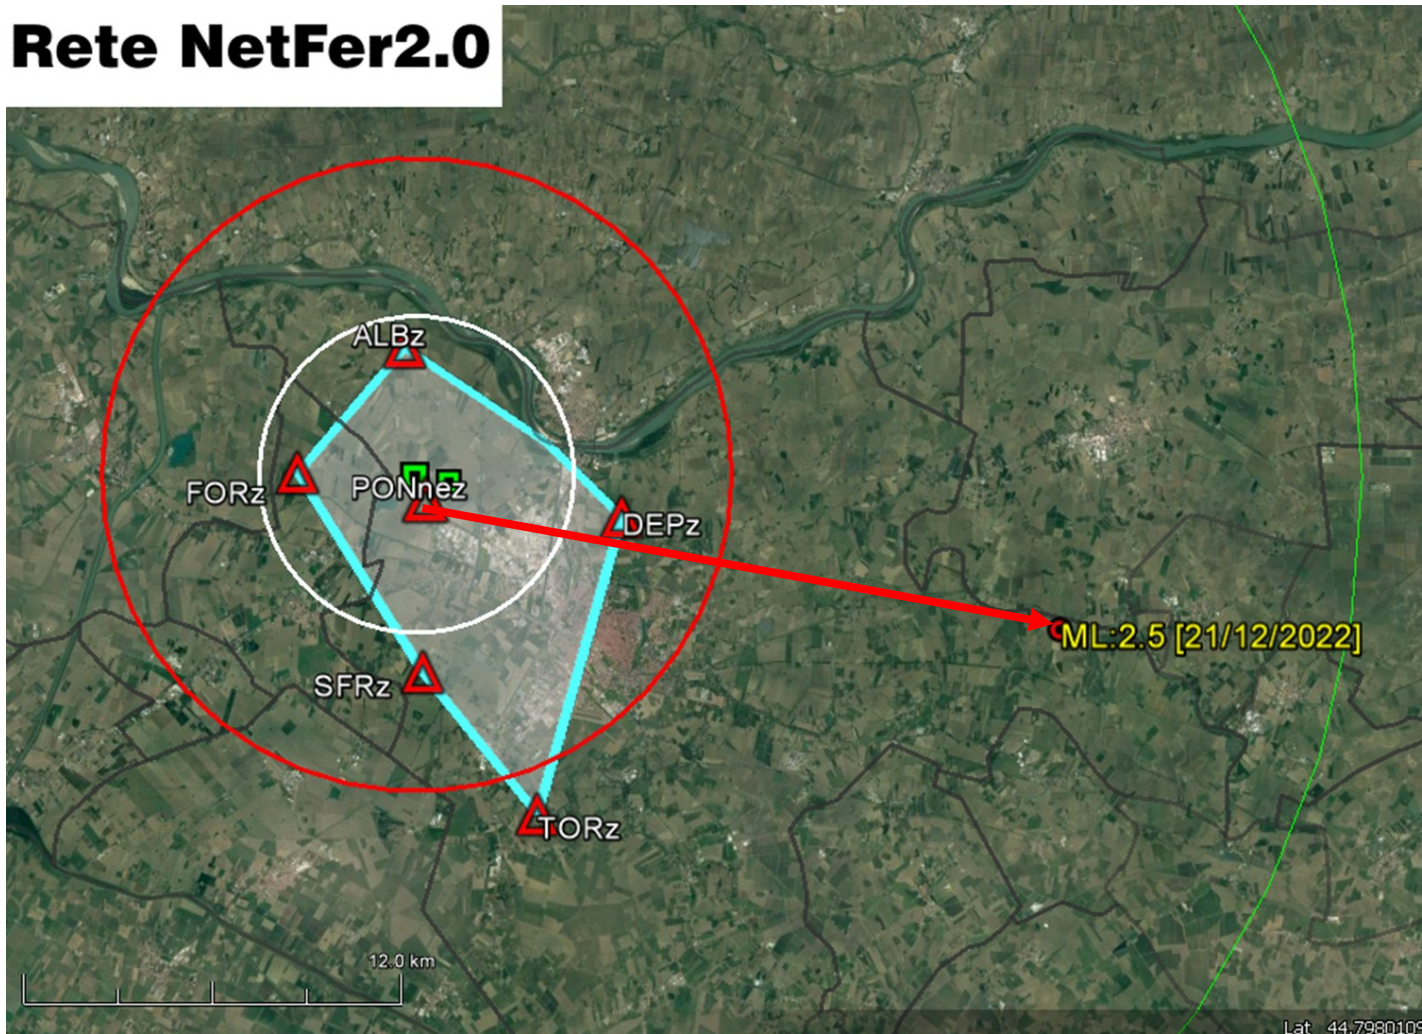 Rete NetFer2.0
ALBz
FORz
PONnez
DEPz
ML:2.5 [21/12/2022]
SFRz
TORz
12.0 km
Lat 44.7980109